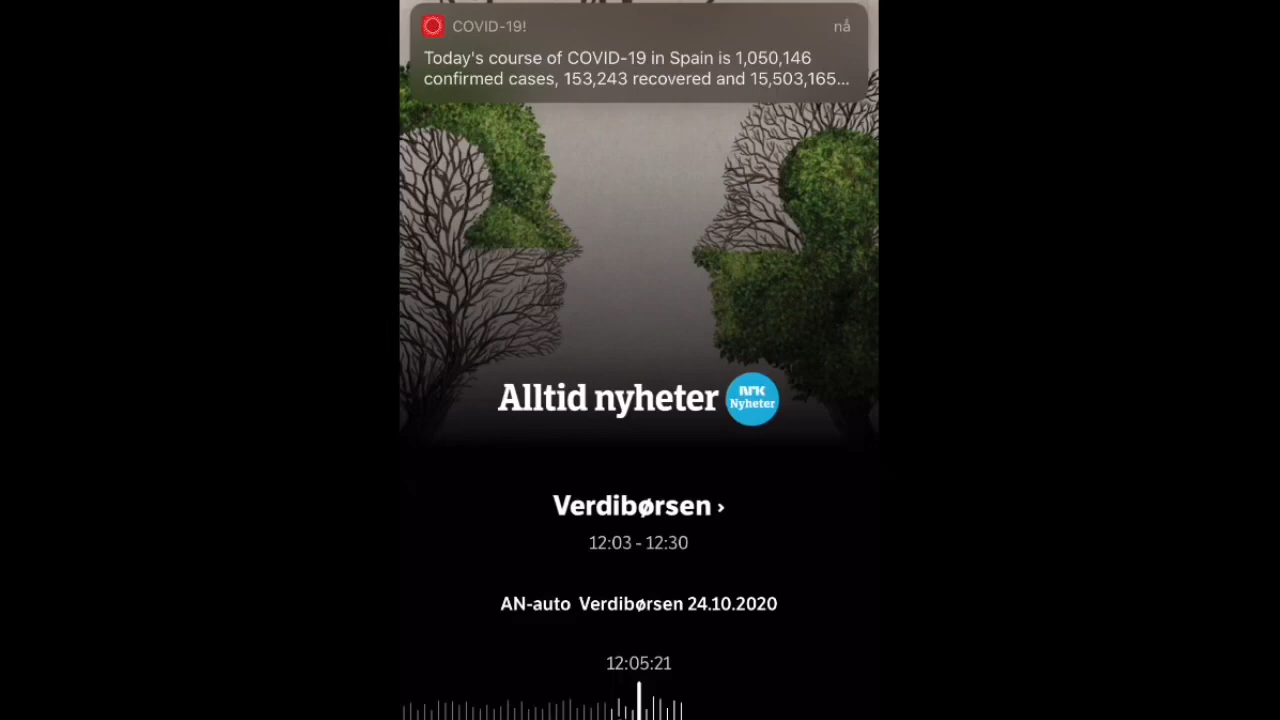 COVID-19!
nå
Today's course of COVID-19 in Spain is 1,050,146
confirmed cases, 153,243 recovered and 15,503,165...
Alltid nyheter
NRK
Nyheter
Verdibørsen ›
12:03 - 12:30
AN-auto Verdibørsen 24.10.2020
12:05:21